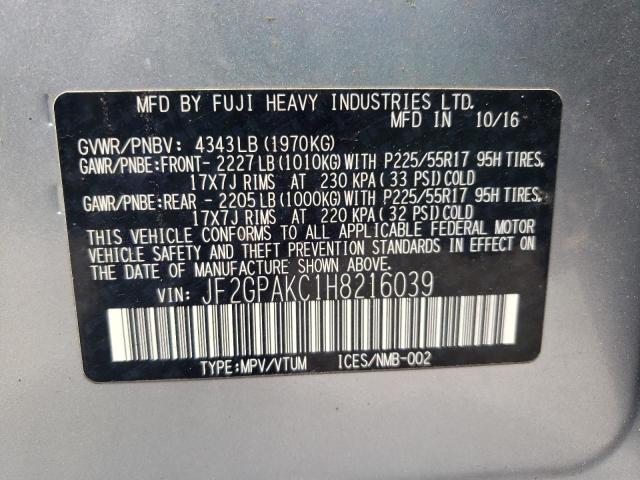 MFD BY FUJI HEAVY INDUSTRIES LTD.
MFD IN 10/16
GVWR/PNBV: 4343LB (1970KG)
GAWR/PNBE:FRONT- 2227LB (1010KG)WITH P225/55R17 95H TIRES,
17X7J RIMS AT 230 KPA (33 PSI)COLD
GAWR/PNBE:REAR - 2205LB (1000KG)WITH P225/55R17 95H TIRES,
17X7J RIMS AT 220 KPA (32 PSI)COLD
THIS VEHICLE CONFORMS TO ALL APPLICABLE FEDERAL MOTOR
VEHICLE SAFETY AND THEFT PREVENTION STANDARDS IN EFFECT ON
THE DATE OF MANUFACTURE SHOWN ABOVE.
VIN: JF2GPAKC1H8216039
TYPE:MPV/VTUM ICES/NMB-002